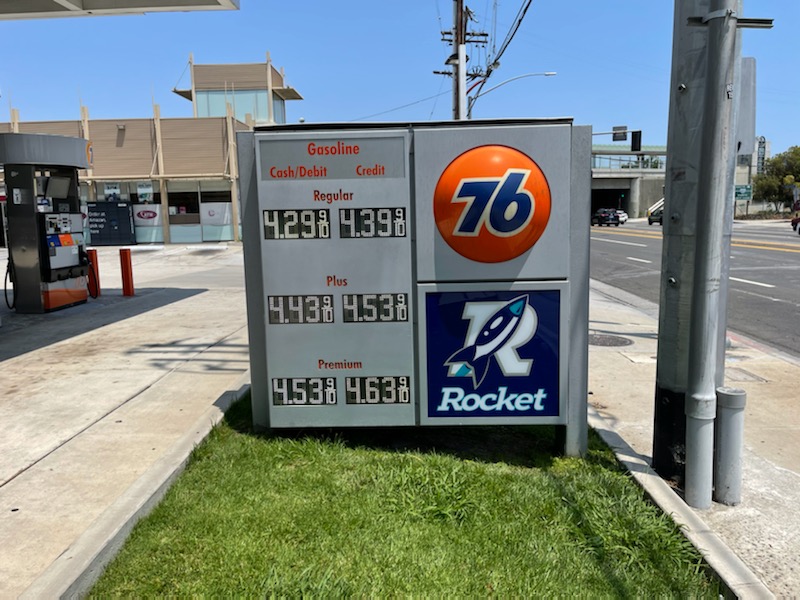 Gasoline
Cash/Debit Credit
Regular
4.29 9/10 4.39 9/10
Plus
4.43 9/10 4.53 9/10
Premium
4.53 9/10 4.63 9/10
76
R
Rocket